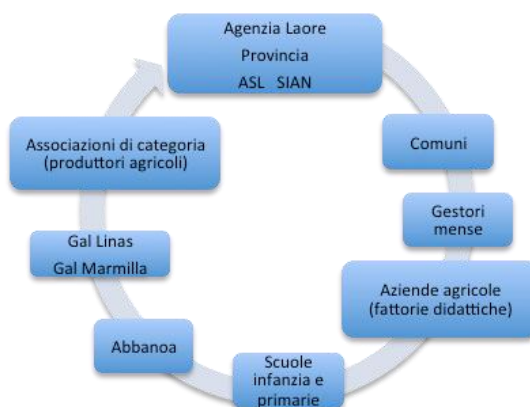 Agenzia Laore
Provincia
ASL SIAN
Comuni
Gestori
mense
Aziende agricole
(fattorie didattiche)
Scuole
infanzia e
primarie
Abbanoa
Gal Linas
Gal Marmilla
Associazioni di categoria
(produttori agricoli)